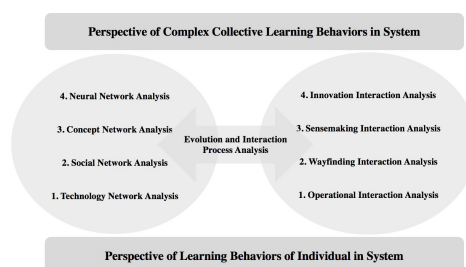 Perspective of Complex Collective Learning Behaviors in System
4. Neural Network Analysis
3. Concept Network Analysis
2. Social Network Analysis
1. Technology Network Analysis
Evolution and Interaction
Process Analysis
4. Innovation Interaction Analysis
3. Sensemaking Interaction Analysis
2. Wayfinding Interaction Analysis
1. Operational Interaction Analysis
Perspective of Learning Behaviors of Individual in System